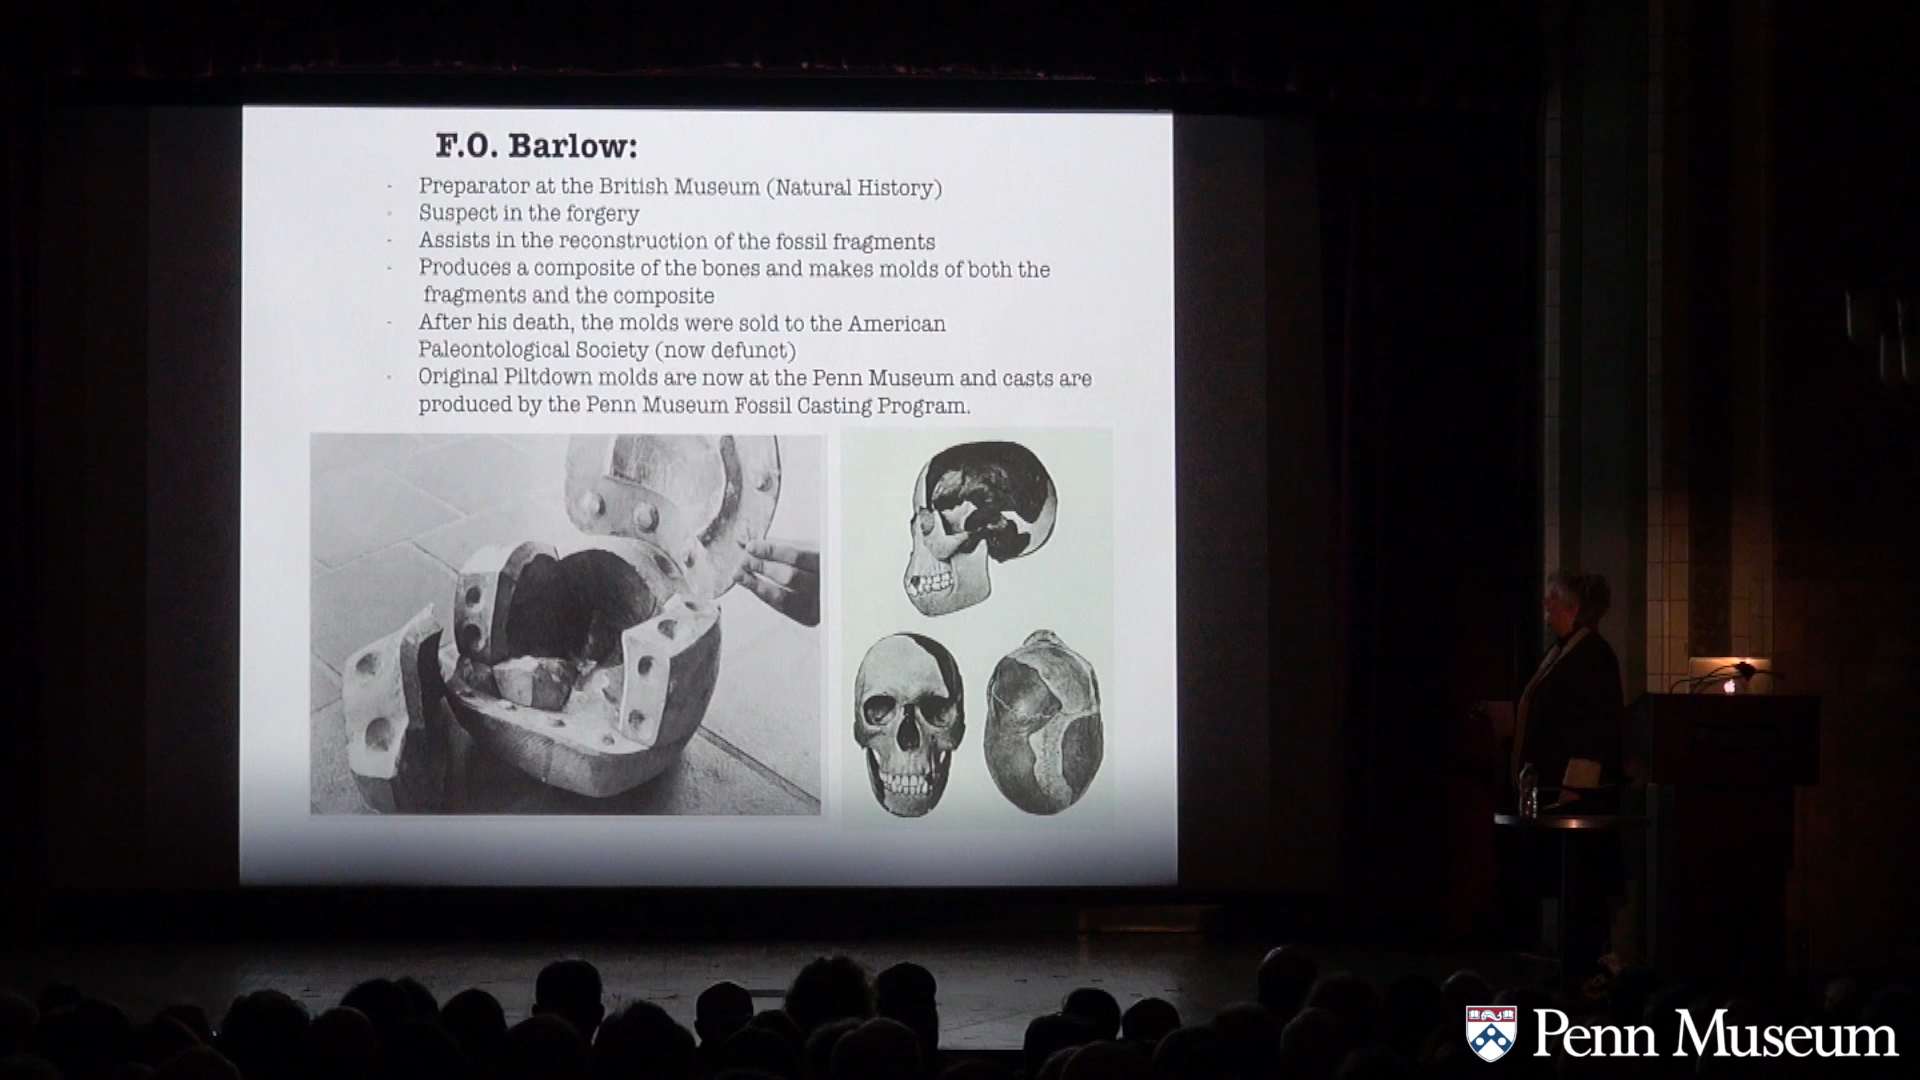 F.O. Barlow:
- Preparator at the British Museum (Natural History)
- Suspect in the forgery
- Assists in the reconstruction of the fossil fragments
- Produces a composite of the bones and makes molds of both the
fragments and the composite
- After his death, the molds were sold to the American
Paleontological Society (now defunct)
- Original Piltdown molds are now at the Penn Museum and casts are
produced by the Penn Museum Fossil Casting Program.
Penn Museum